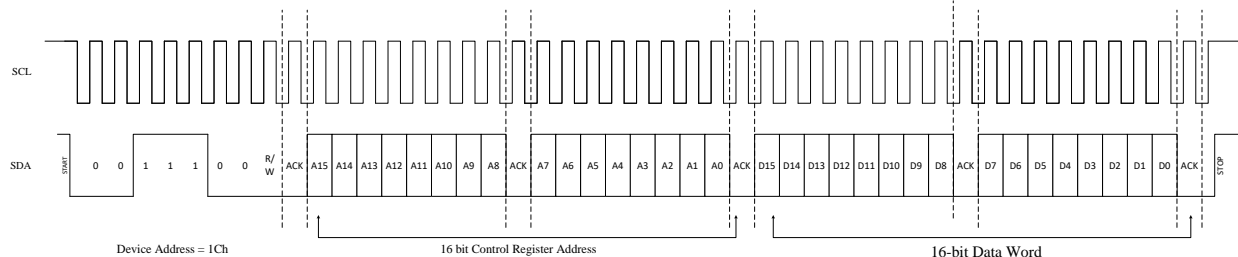 SCL
SDA
START
0 0 1 1 1 0 0 R/
W
ACK A15 A14 A13 A12 A11 A10 A9 A8 ACK A7 A6 A5 A4 A3 A2 A1 A0 ACK D15 D14 D13 D12 D11 D10 D9 D8 ACK D7 D6 D5 D4 D3 D2 D1 D0 ACK
STOP
Device Address = 1Ch
16 bit Control Register Address
16-bit Data Word